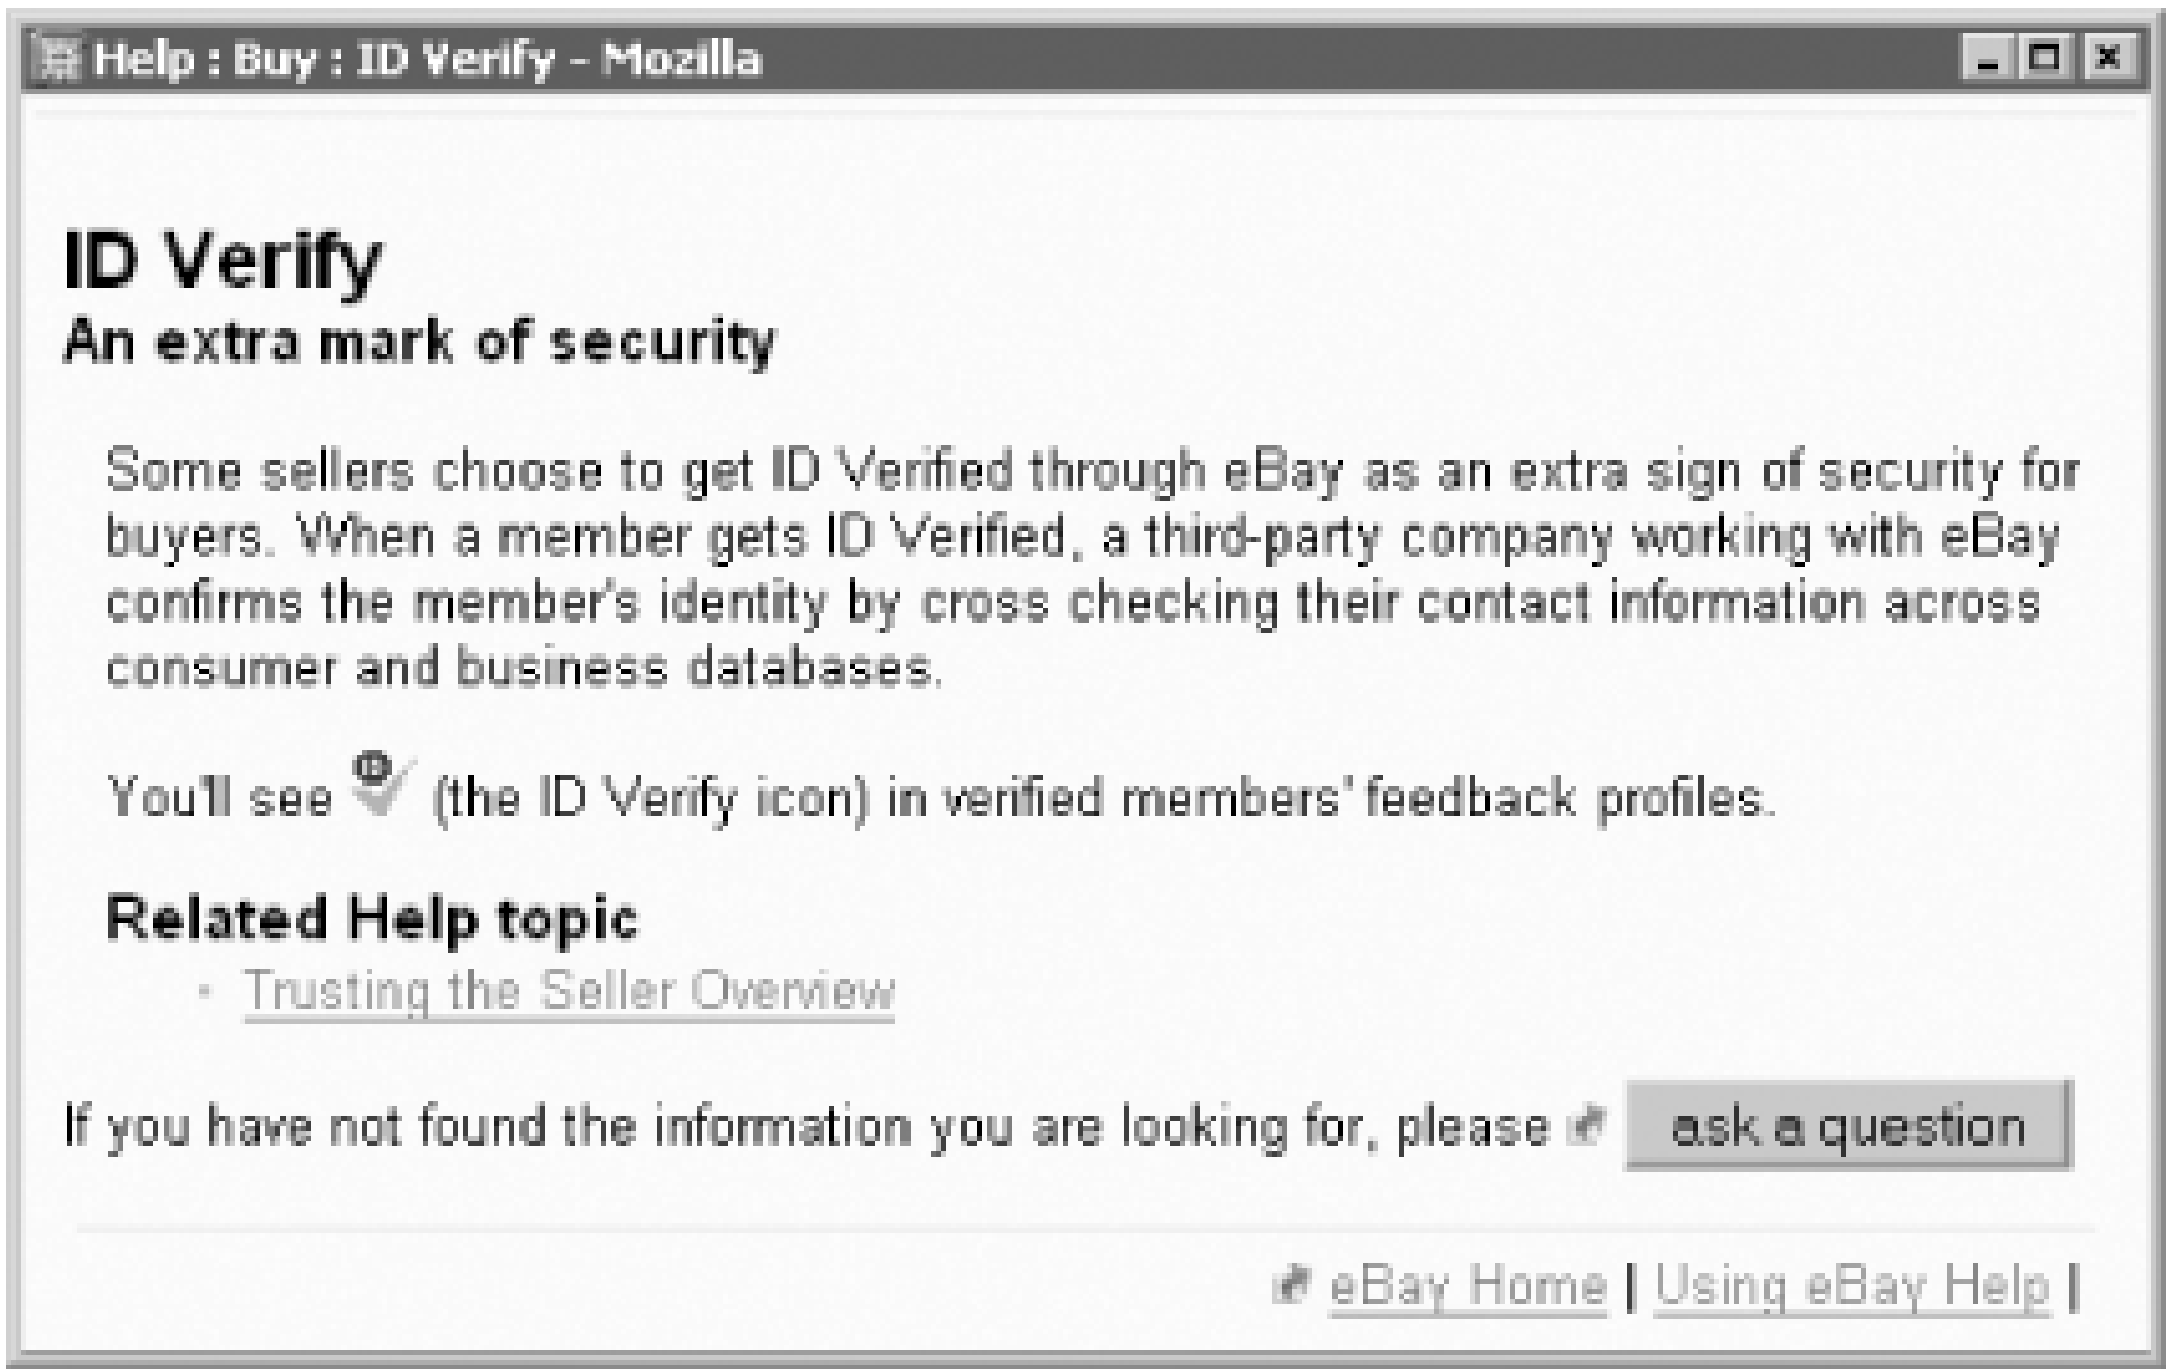 Help : Buy : ID Verify - Mozilla
ID Verify
An extra mark of security
Some sellers choose to get ID Verified through eBay as an extra sign of security for
buyers. When a member gets ID Verified, a third-party company working with eBay
confirms the member's identity by cross checking their contact information across
consumer and business databases.
You'll see (the ID Verify icon) in verified members' feedback profiles.
Related Help topic
• Trusting the Seller Overview
If you have not found the information you are looking for, please ask a question
eBay Home | Using eBay Help |